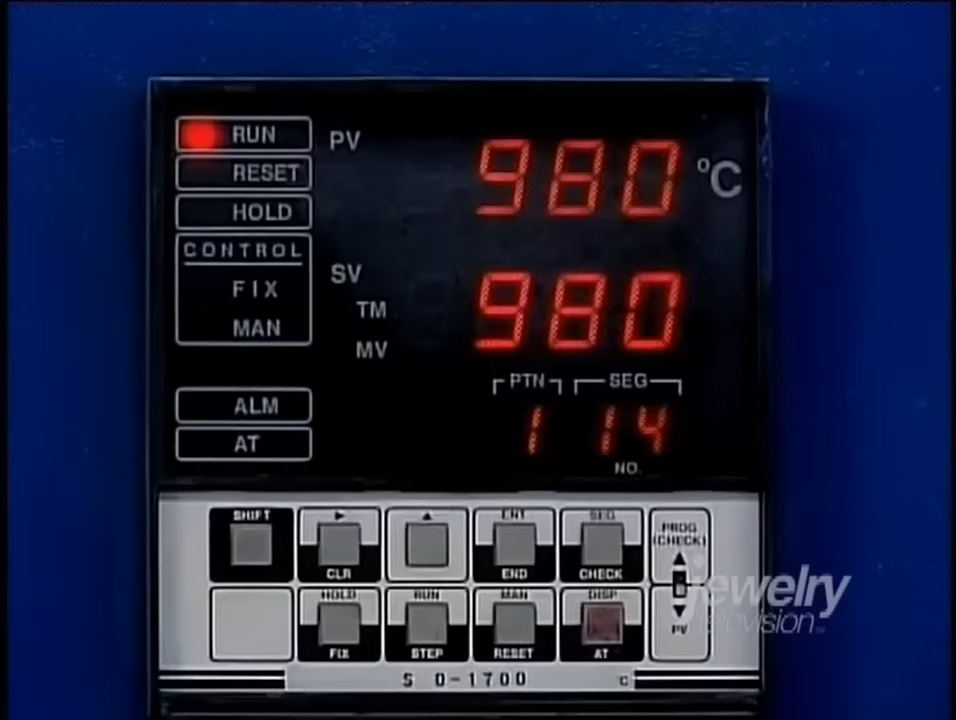 RUN
PV
980
°C
RESET
HOLD
CONTROL
SV
980
FIX
TM
MAN
MV
PTN
SEG
ALM
1
14
AT
NO.
SHIFT
ENT
SEG
PROG
(CHECK)
CLR
END
CHECK
HOLD
RUN
MAN
DISP
PV
FIX
STEP
RESET
AT
S 0-1700 °C
jewelry
television™